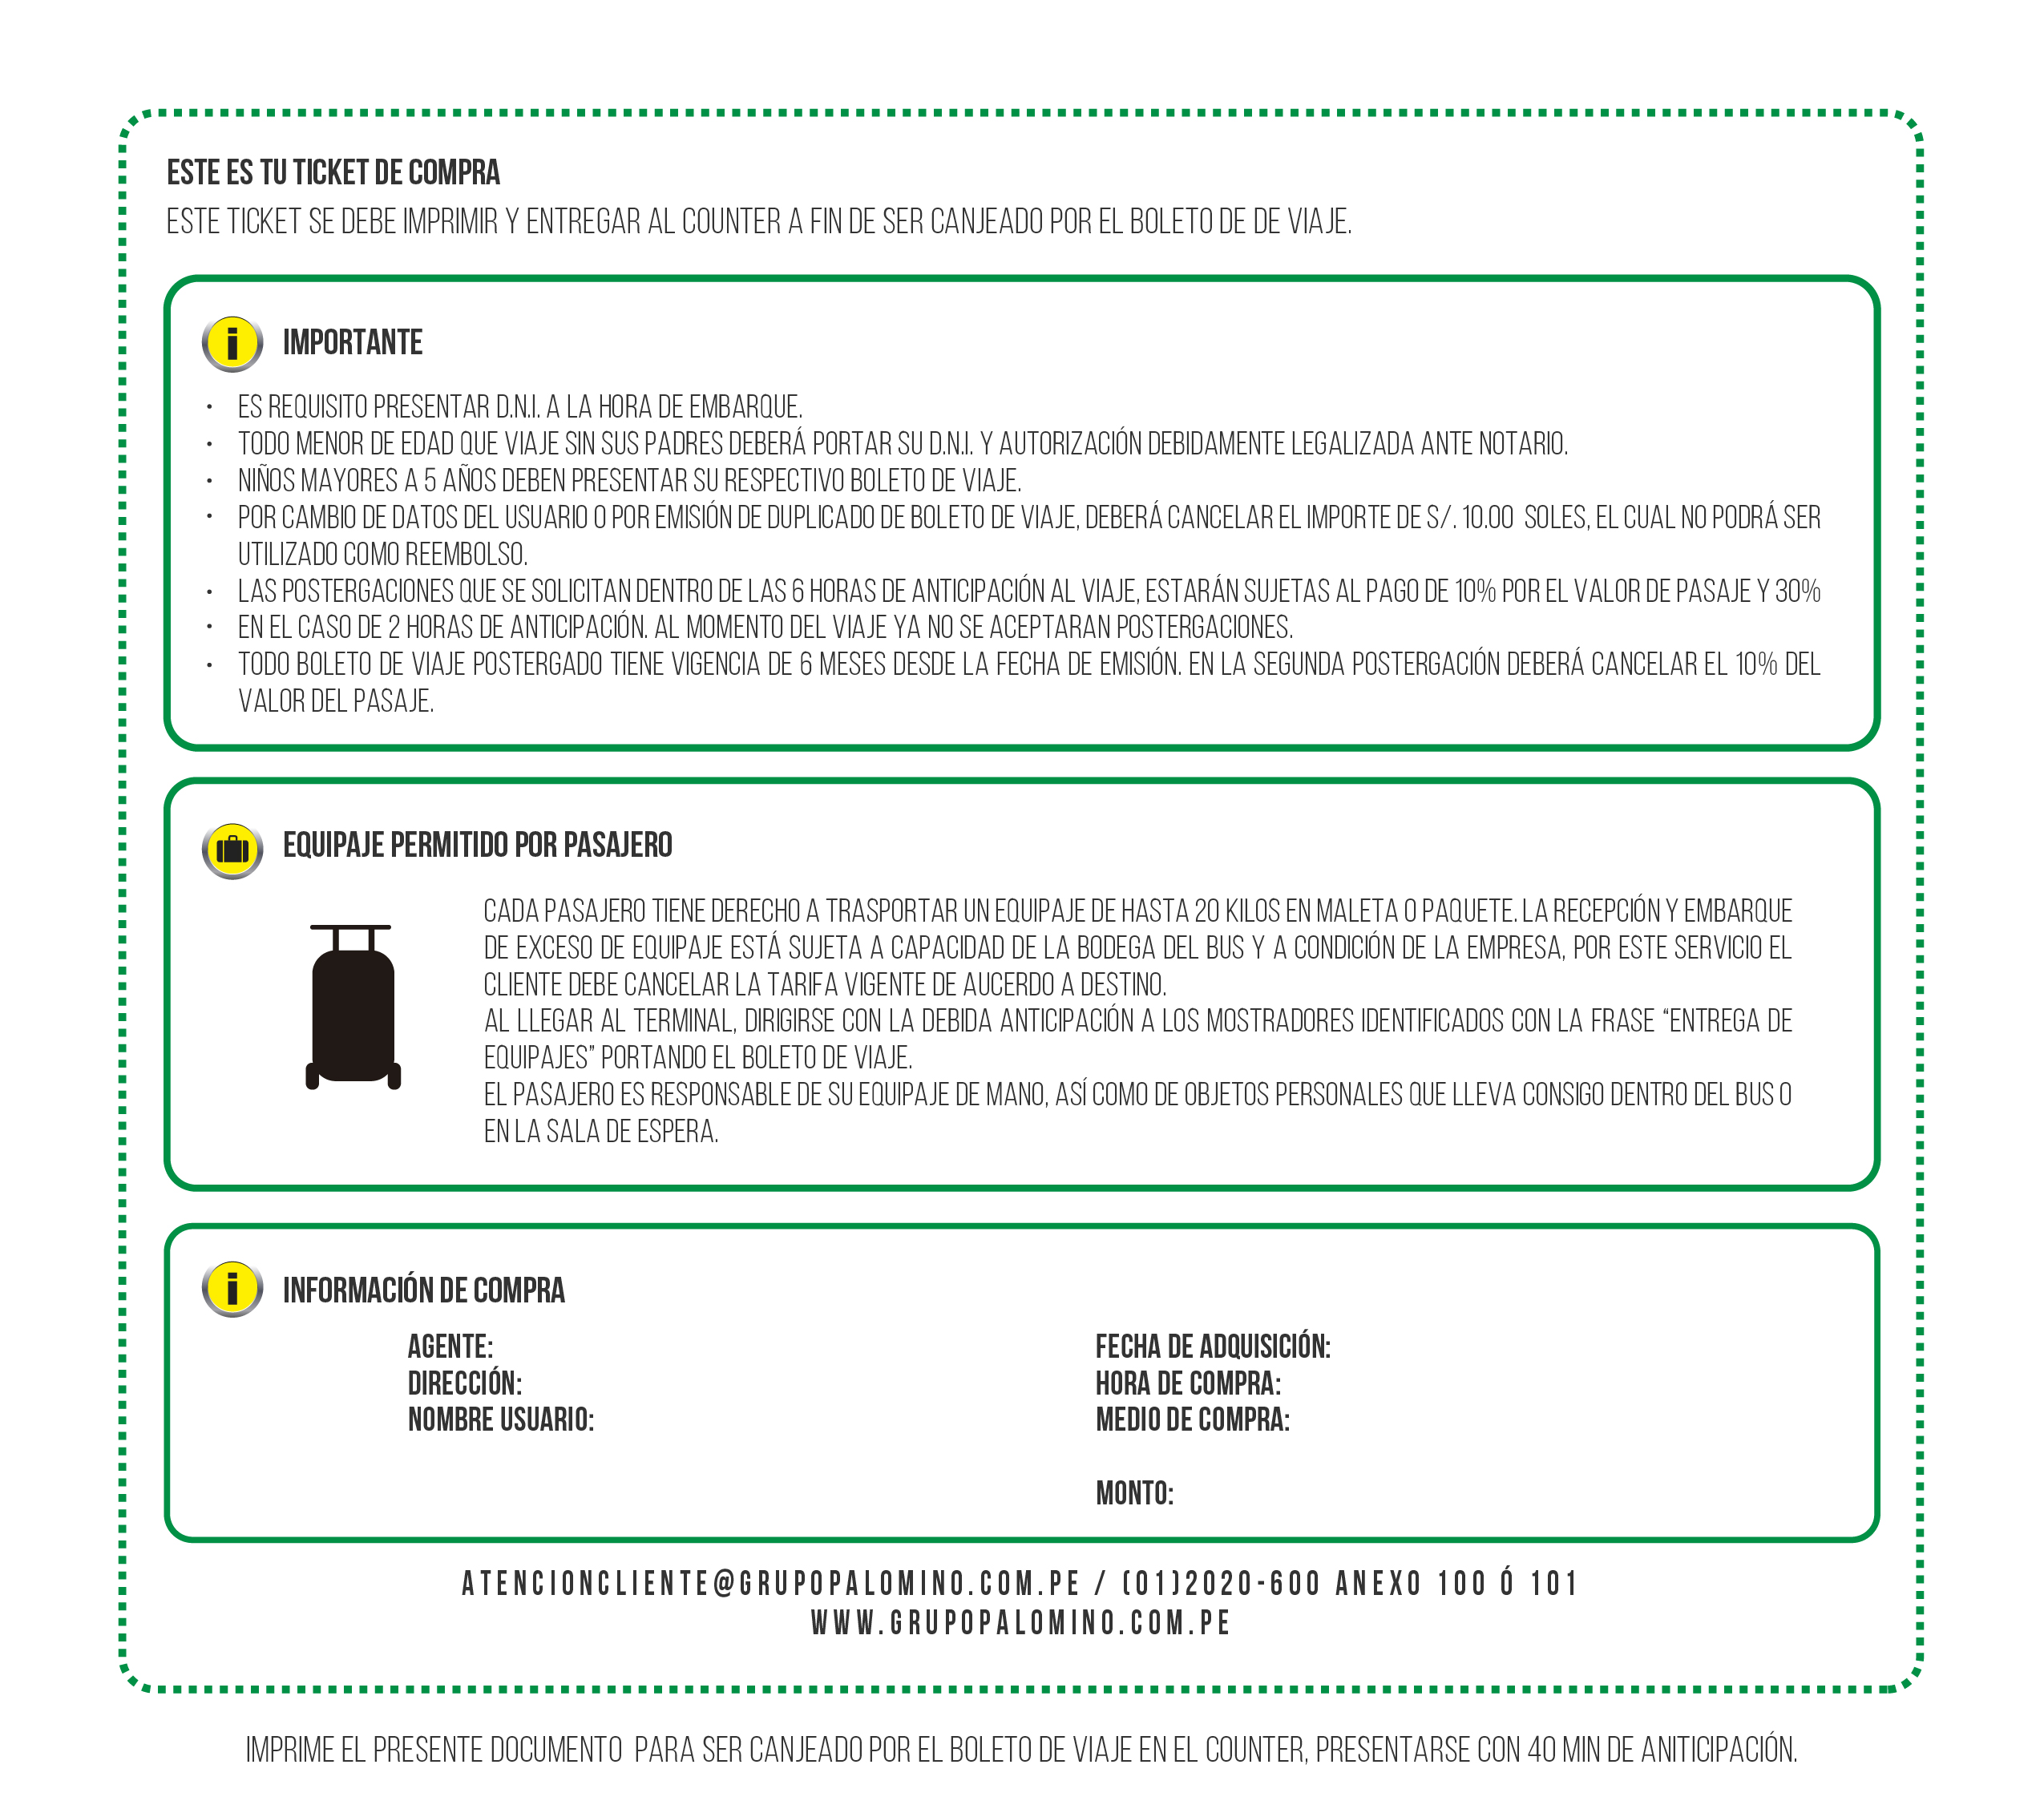 ESTE ES TU TICKET DE COMPRA
ESTE TICKET SE DEBE IMPRIMIR Y ENTREGAR AL COUNTER A FIN DE SER CANJEADO POR EL BOLETO DE DE VIAJE.
IMPORTANTE
• ES REQUISITO PRESENTAR D.N.I. A LA HORA DE EMBARQUE.
• TODO MENOR DE EDAD QUE VIAJE SIN SUS PADRES DEBERÁ PORTAR SU D.N.I. Y AUTORIZACIÓN DEBIDAMENTE LEGALIZADA ANTE NOTARIO.
• NIÑOS MAYORES A 5 AÑOS DEBEN PRESENTAR SU RESPECTIVO BOLETO DE VIAJE.
• POR CAMBIO DE DATOS DEL USUARIO O POR EMISIÓN DE DUPLICADO DE BOLETO DE VIAJE, DEBERÁ CANCELAR EL IMPORTE DE S/. 10.00 SOLES, EL CUAL NO PODRÁ SER
UTILIZADO COMO REEMBOLSO.
• LAS POSTERGACIONES QUE SE SOLICITAN DENTRO DE LAS 6 HORAS DE ANTICIPACIÓN AL VIAJE, ESTARÁN SUJETAS AL PAGO DE 10% POR EL VALOR DE PASAJE Y 30%
• EN EL CASO DE 2 HORAS DE ANTICIPACIÓN. AL MOMENTO DEL VIAJE YA NO SE ACEPTARAN POSTERGACIONES.
• TODO BOLETO DE VIAJE POSTERGADO TIENE VIGENCIA DE 6 MESES DESDE LA FECHA DE EMISIÓN. EN LA SEGUNDA POSTERGACIÓN DEBERÁ CANCELAR EL 10% DEL
VALOR DEL PASAJE.
EQUIPAJE PERMITIDO POR PASAJERO
CADA PASAJERO TIENE DERECHO A TRASPORTAR UN EQUIPAJE DE HASTA 20 KILOS EN MALETA O PAQUETE. LA RECEPCIÓN Y EMBARQUE
DE EXCESO DE EQUIPAJE ESTÁ SUJETA A CAPACIDAD DE LA BODEGA DEL BUS Y A CONDICIÓN DE LA EMPRESA, POR ESTE SERVICIO EL
CLIENTE DEBE CANCELAR LA TARIFA VIGENTE DE AUCERDO A DESTINO.
AL LLEGAR AL TERMINAL, DIRIGIRSE CON LA DEBIDA ANTICIPACIÓN A LOS MOSTRADORES IDENTIFICADOS CON LA FRASE “ENTREGA DE
EQUIPAJES” PORTANDO EL BOLETO DE VIAJE.
EL PASAJERO ES RESPONSABLE DE SU EQUIPAJE DE MANO, ASÍ COMO DE OBJETOS PERSONALES QUE LLEVA CONSIGO DENTRO DEL BUS O
EN LA SALA DE ESPERA.
INFORMACIÓN DE COMPRA
AGENTE:
DIRECCIÓN:
NOMBRE USUARIO:
FECHA DE ADQUISICIÓN:
HORA DE COMPRA:
MEDIO DE COMPRA:
MONTO:
ATENCIONCLIENTE@GRUPOPALOMINO.COM.PE / (01)2020-600 ANEXO 100 Ó 101
WWW.GRUPOPALOMINO.COM.PE
IMPRIME EL PRESENTE DOCUMENTO PARA SER CANJEADO POR EL BOLETO DE VIAJE EN EL COUNTER, PRESENTARSE CON 40 MIN DE ANITICIPACIÓN.